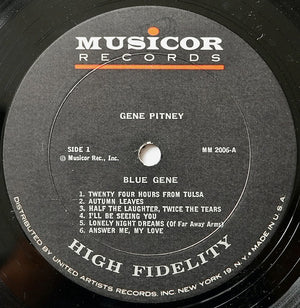 MUSICOR
RECORDS
GENE PITNEY
SIDE 1
MM 2006-A
© Musicor Rec., Inc.
BLUE GENE
1. TWENTY FOUR HOURS FROM TULSA
2. AUTUMN LEAVES
3. HALF THE LAUGHTER, TWICE THE TEARS
4. I'LL BE SEEING YOU
5. LONELY NIGHT DREAMS (Of Far Away Arms)
6. ANSWER ME, MY LOVE
HIGH FIDELITY
DISTRIBUTED BY UNITED ARTISTS RECORDS, INC. NEW YORK 19, N.Y. • MADE IN U.S.A.